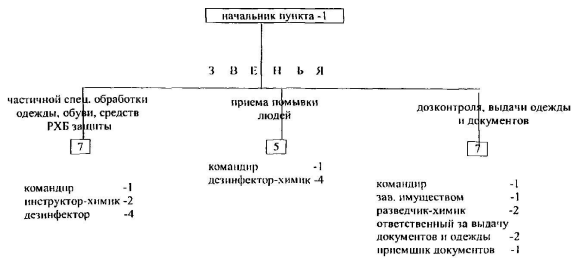 начальник пункта -1
З В Е Н Ь Я
частичной спец. обработки
одежды, обуви, средств
РХБ защиты
7
командир -1
инструктор-химик -2
дезинфектор -4
приема помывки
людей
5
командир -1
дезинфектор-химик -4
дозконтроля, выдачи одежды
и документов
7
командир -1
зав. имуществом -1
разведчик-химик -2
ответственный за выдачу
документов и одежды -2
приемщик документов -1